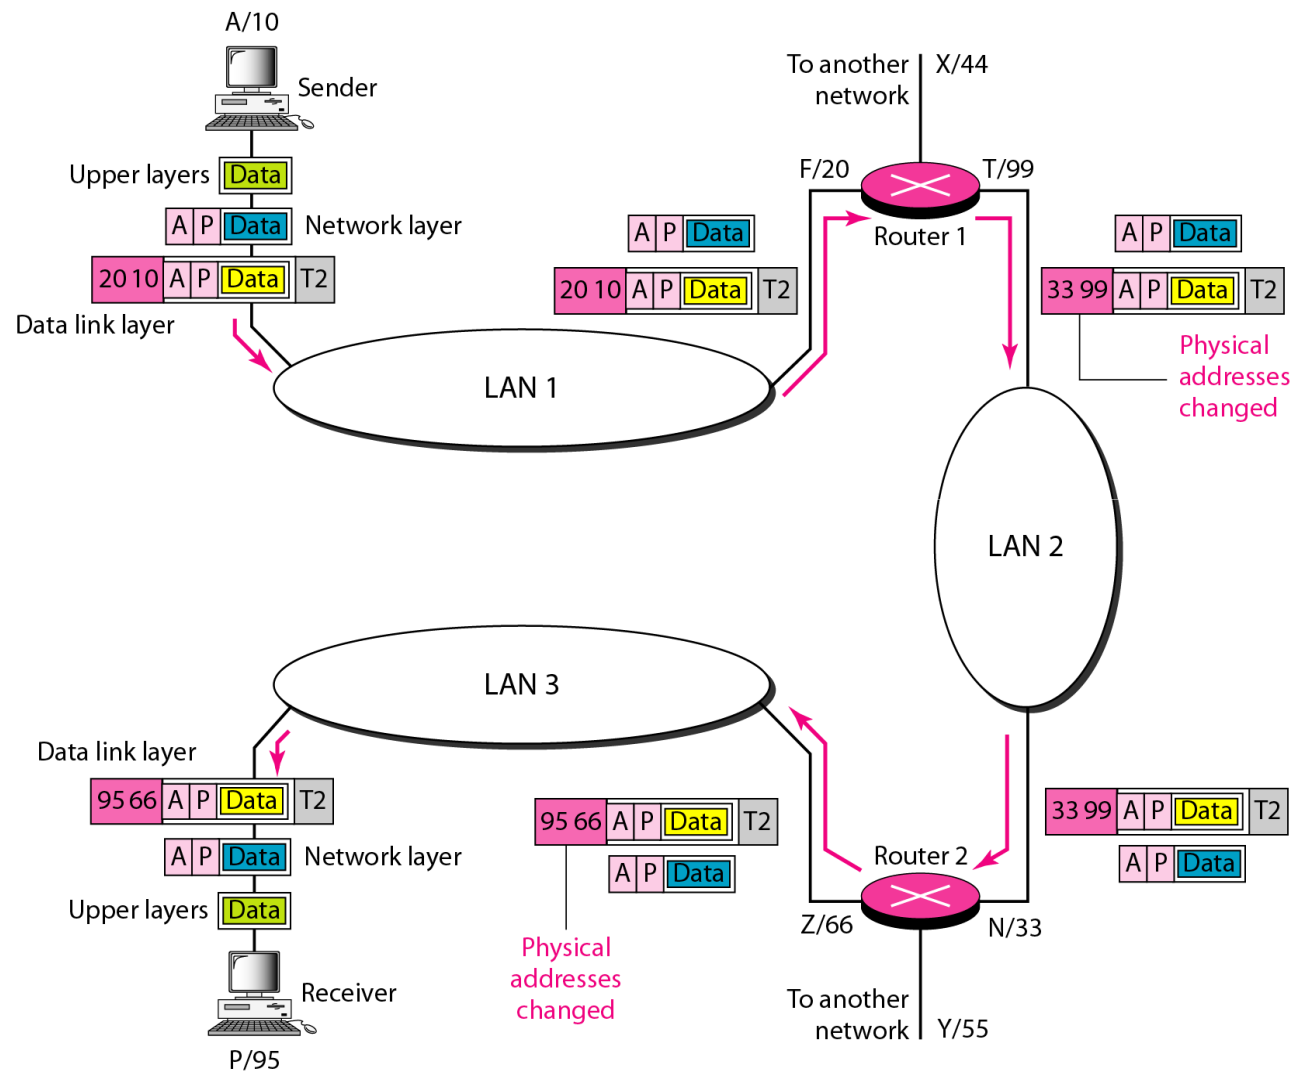 A/10
Sender
Upper layers Data
A P Data Network layer
20 10 A P Data T2
Data link layer
LAN 1
A P Data
20 10 A P Data T2
To another
network
X/44
F/20
T/99
Router 1
A P Data
33 99 A P Data T2
Physical
addresses
changed
LAN 2
33 99 A P Data T2
A P Data
Router 2
Z/66
N/33
To another
network
Y/55
95 66 A P Data T2
A P Data
Physical
addresses
changed
LAN 3
Data link layer
95 66 A P Data T2
A P Data Network layer
Upper layers Data
Receiver
P/95